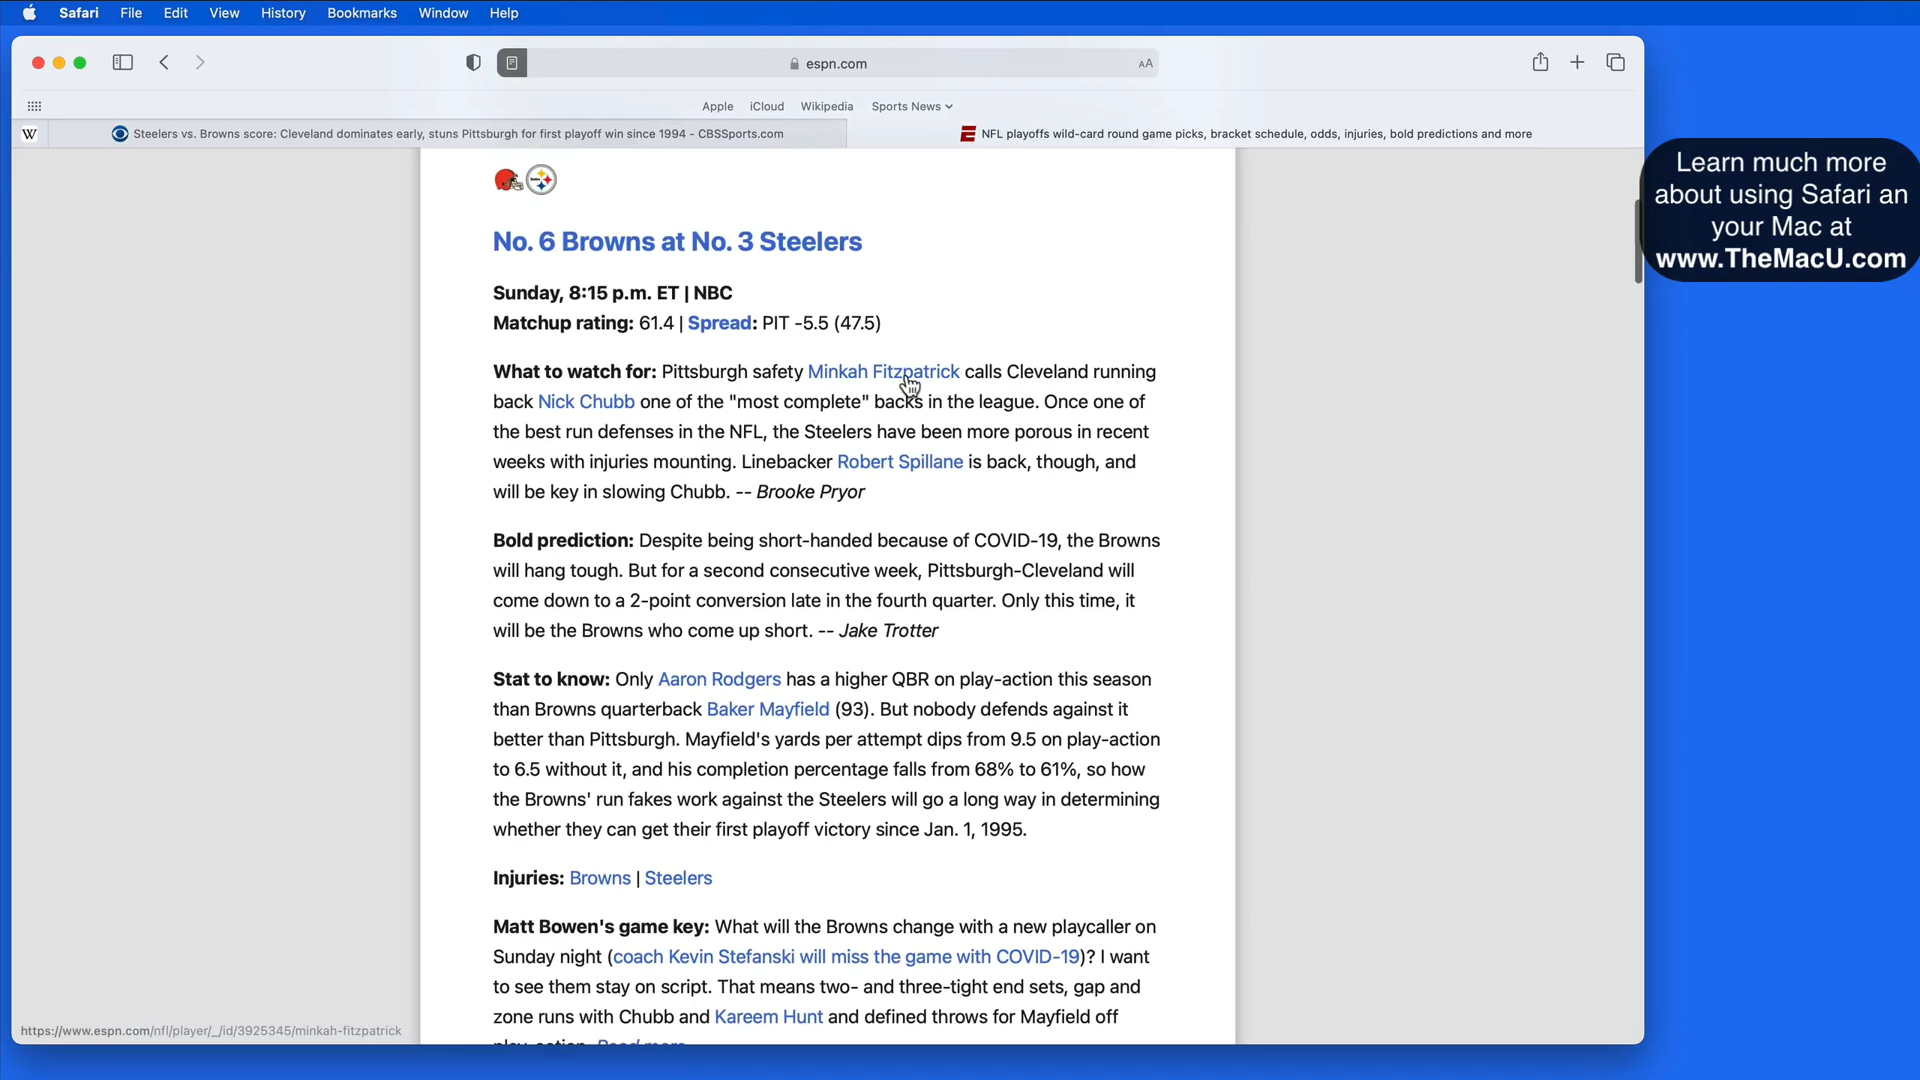 Safari File Edit View History Bookmarks Window Help
espn.com
AA
Apple iCloud Wikipedia Sports News
W
Steelers vs. Browns score: Cleveland dominates early, stuns Pittsburgh for first playoff win since 1994 - CBSSports.com
NFL playoffs wild-card round game picks, bracket schedule, odds, injuries, bold predictions and more
Learn much more
about using Safari an
your Mac at
www.TheMacU.com
No. 6 Browns at No. 3 Steelers
Sunday, 8:15 p.m. ET | NBC
Matchup rating: 61.4 | Spread: PIT -5.5 (47.5)
What to watch for: Pittsburgh safety Minkah Fitzpatrick calls Cleveland running
back Nick Chubb one of the "most complete" backs in the league. Once one of
the best run defenses in the NFL, the Steelers have been more porous in recent
weeks with injuries mounting. Linebacker Robert Spillane is back, though, and
will be key in slowing Chubb. -- Brooke Pryor
Bold prediction: Despite being short-handed because of COVID-19, the Browns
will hang tough. But for a second consecutive week, Pittsburgh-Cleveland will
come down to a 2-point conversion late in the fourth quarter. Only this time, it
will be the Browns who come up short. -- Jake Trotter
Stat to know: Only Aaron Rodgers has a higher QBR on play-action this season
than Browns quarterback Baker Mayfield (93). But nobody defends against it
better than Pittsburgh. Mayfield's yards per attempt dips from 9.5 on play-action
to 6.5 without it, and his completion percentage falls from 68% to 61%, so how
the Browns' run fakes work against the Steelers will go a long way in determining
whether they can get their first playoff victory since Jan. 1, 1995.
Injuries: Browns | Steelers
Matt Bowen's game key: What will the Browns change with a new playcaller on
Sunday night (coach Kevin Stefanski will miss the game with COVID-19)? I want
to see them stay on script. That means two- and three-tight end sets, gap and
zone runs with Chubb and Kareem Hunt and defined throws for Mayfield off
play-action. Read more
https://www.espn.com/nfl/player/_/id/3925345/minkah-fitzpatrick